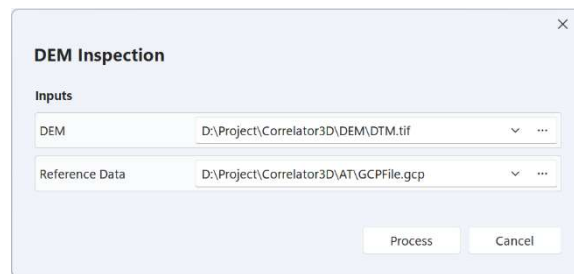 DEM Inspection
Inputs
DEM D:\Project\Correlator3D\DEM\DTM.tif ...
Reference Data D:\Project\Correlator3D\AT\GCPFile.gcp ...
Process Cancel